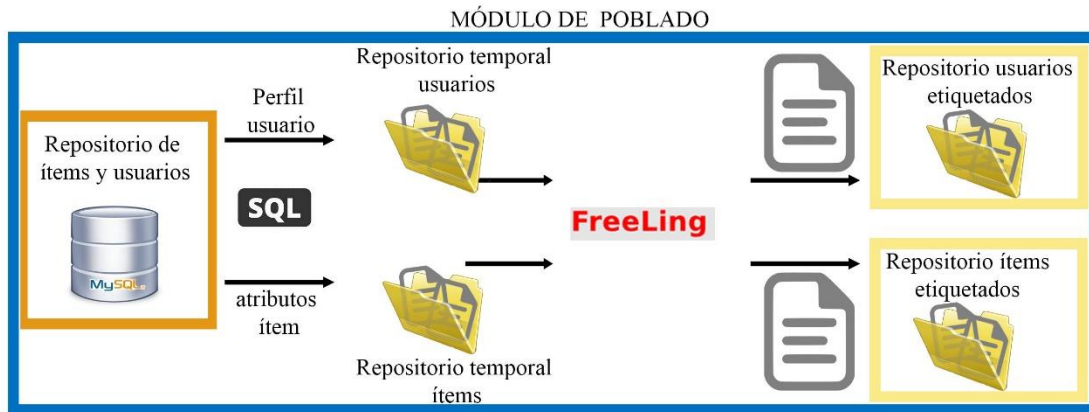 MÓDULO DE POBLADO
Repositorio de
ítems y usuarios
MySQL
Perfil
usuario
SQL
atributos
ítem
Repositorio temporal
usuarios
Repositorio temporal
ítems
FreeLing
Repositorio usuarios
etiquetados
Repositorio ítems
etiquetados